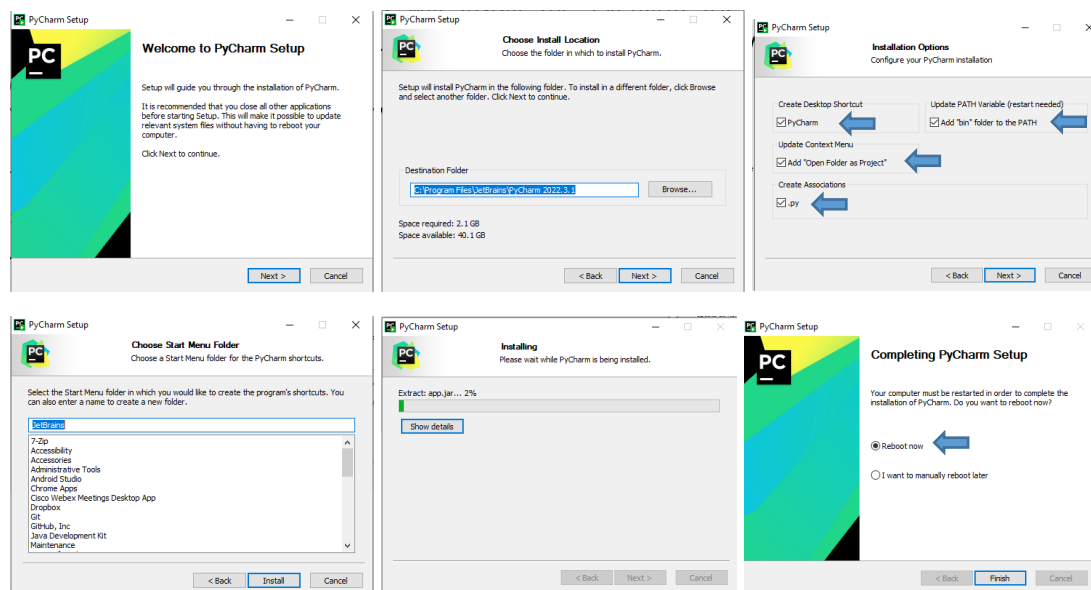 PyCharm Setup
PC
Welcome to PyCharm Setup
Setup will guide you through the installation of PyCharm.
It is recommended that you close all other applications
before starting Setup. This will make it possible to update
relevant system files without having to reboot your
computer.
Click Next to continue.
Next >
Cancel
PyCharm Setup
PC
Choose Install Location
Choose the folder in which to install PyCharm.
Setup will install PyCharm in the following folder. To install in a different folder, click Browse
and select another folder. Click Next to continue.
Destination Folder
C:\Program Files\JetBrains\PyCharm 2022.3.1
Browse...
Space required: 2.1 GB
Space available: 40.1 GB
< Back
Next >
Cancel
PyCharm Setup
PC
Installation Options
Configure your PyCharm installation
Create Desktop Shortcut
PyCharm
Update PATH Variable (restart needed)
Add "bin" folder to the PATH
Update Context Menu
Add "Open Folder as Project"
Create Associations
.py
< Back
Next >
Cancel
PyCharm Setup
PC
Choose Start Menu Folder
Choose a Start Menu folder for the PyCharm shortcuts.
Select the Start Menu folder in which you would like to create the program's shortcuts. You
can also enter a name to create a new folder.
JetBrains
7-Zip
Accessibility
Accessories
Administrative Tools
Android Studio
Chrome Apps
Cisco Webex Meetings Desktop App
Dropbox
Git
GitHub, Inc
Java Development Kit
Maintenance
< Back
Install
Cancel
PyCharm Setup
PC
Installing
Please wait while PyCharm is being installed.
Extract: app.jar... 2%
Show details
< Back
Next >
Cancel
PyCharm Setup
PC
Completing PyCharm Setup
Your computer must be restarted in order to complete the
installation of PyCharm. Do you want to reboot now?
Reboot now
I want to manually reboot later
< Back
Finish
Cancel